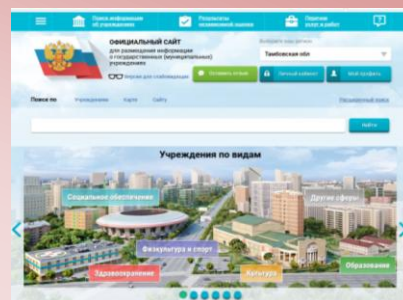 Поиск информации
об учреждениях
Результаты
независимой оценки
Перечни
услуг и работ
ОФИЦИАЛЬНЫЙ САЙТ
для размещения информации
о государственных (муниципальных)
учреждениях
Версия для слабовидящих
Оставить отзыв
Выберите ваш регион
Тамбовская обл
Личный кабинет
Мой профиль
Поиск по
Учреждениям
Карте
Сайту
Расширенный поиск
Найти
Учреждения по видам
Социальное обеспечение
Другие сферы
Физкультура и спорт
Здравоохранение
Культура
Образование